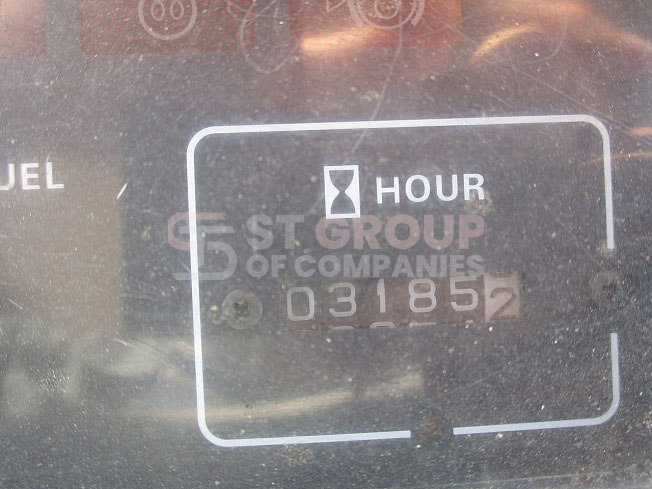 UEL
HOUR
ST GROUP
OF COMPANIES
031852